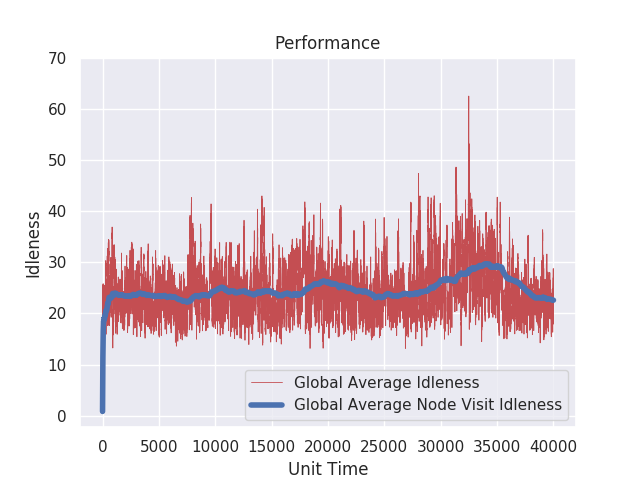 Performance
70
60
50
40
30
20
10
0
Idleness
Global Average Idleness
Global Average Node Visit Idleness
0 5000 10000 15000 20000 25000 30000 35000 40000
Unit Time